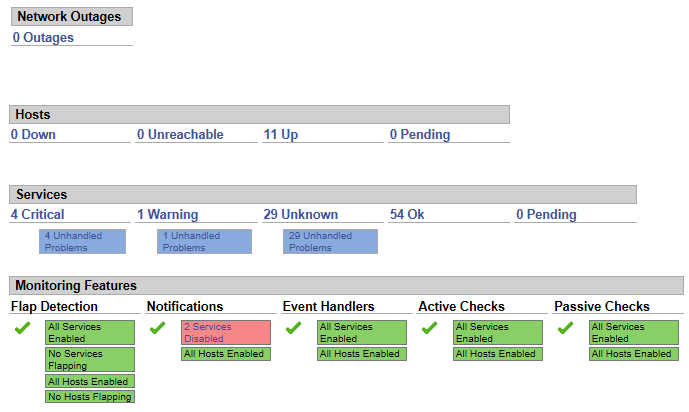 Network Outages
0 Outages
Hosts
0 Down 0 Unreachable 11 Up 0 Pending
Services
4 Critical 1 Warning 29 Unknown 54 Ok 0 Pending
4 Unhandled Problems
1 Unhandled Problems
29 Unhandled Problems
Monitoring Features
Flap Detection Notifications Event Handlers Active Checks Passive Checks
All Services Enabled
No Services Flapping
All Hosts Enabled
No Hosts Flapping
2 Services Disabled
All Hosts Enabled
All Services Enabled
All Hosts Enabled
All Services Enabled
All Hosts Enabled
All Services Enabled
All Hosts Enabled